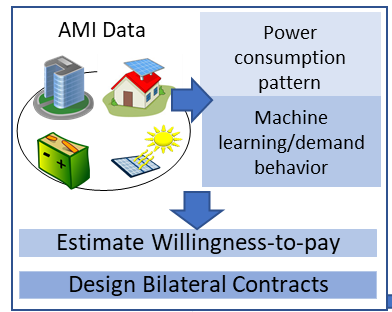 AMI Data
Power
consumption
pattern
Machine
learning/demand
behavior
Estimate Willingness-to-pay
Design Bilateral Contracts